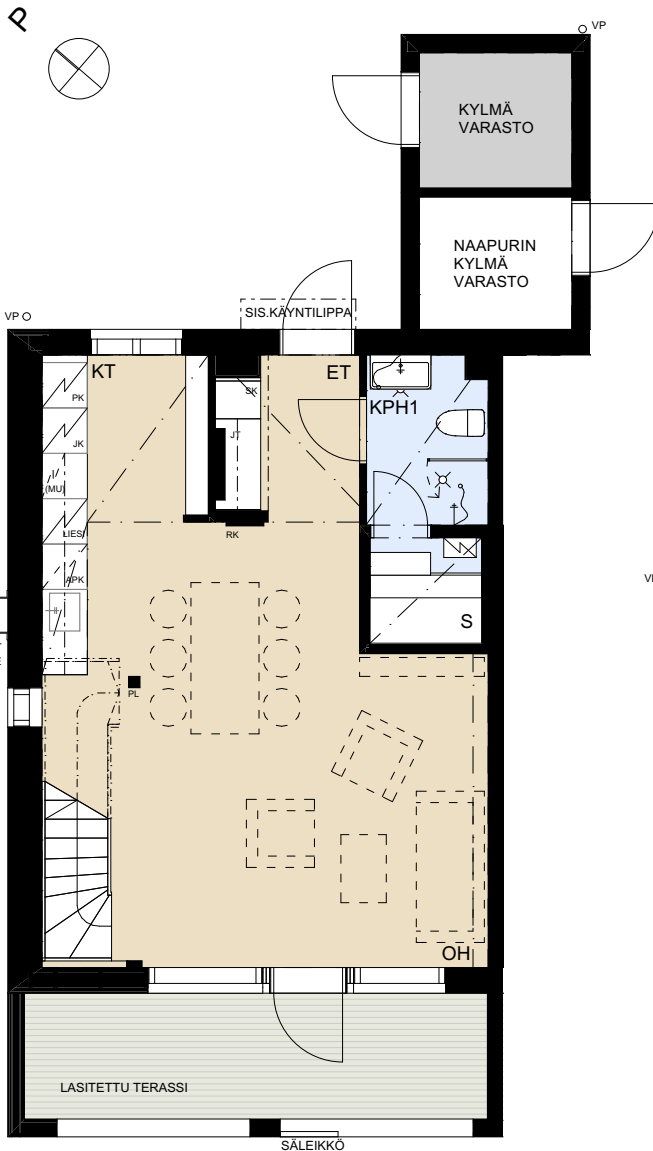 P
VP
KYLMÄ
VARASTO
NAAPURIN
KYLMÄ
VARASTO
VP
SIS.KÄYNTILIPPA
KT
ET
PK
SK
KPH1
JK
JT
(MU)
LIESI
RK
APK
S
PL
OH
LASITETTU TERASSI
SÄLEIKKÖ